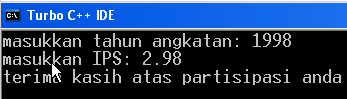 Turbo C++ IDE
masukkan tahun angkatan: 1998
masukkan IPS: 2.98
terima kasih atas partisipasi anda